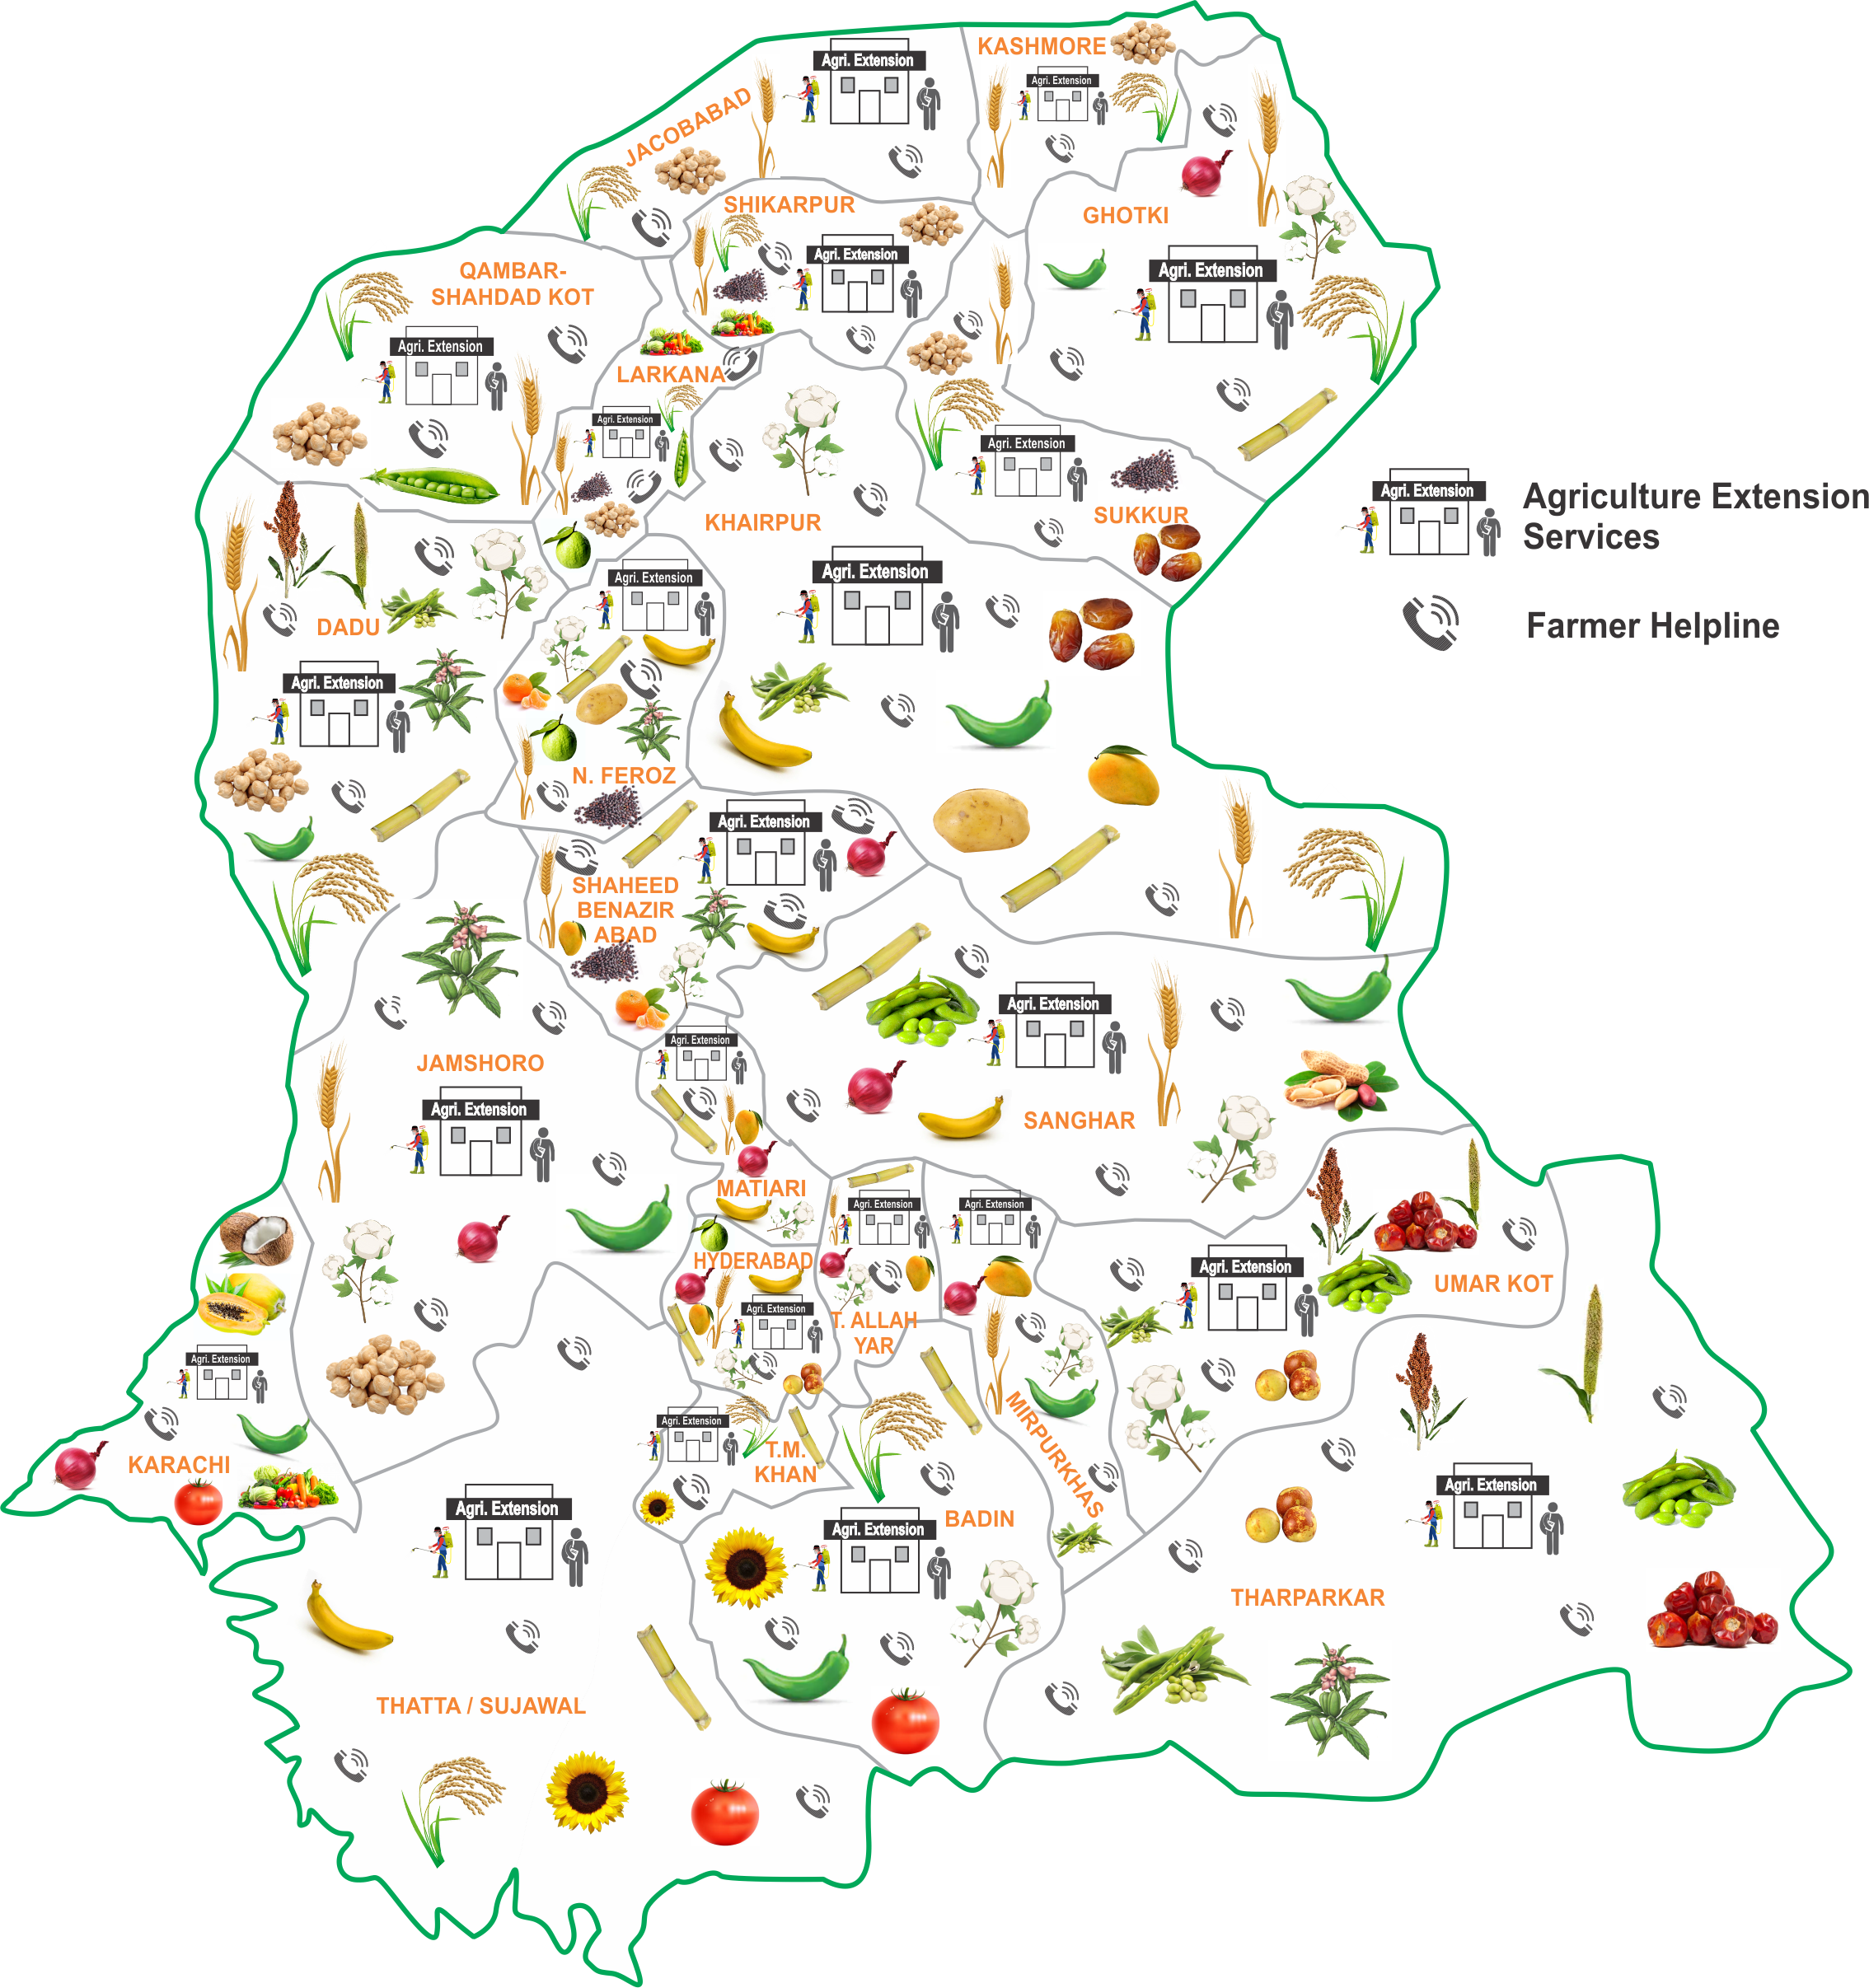 KASHMORE
Agri. Extension
Agri. Extension
JACOBABAD
SHIKARPUR
Agri. Extension
GHOTKI
Agri. Extension
QAMBAR-
SHAHDAD KOT
Agri. Extension
LARKANA
Agri. Extension
Agri. Extension
SUKKUR
KHAIRPUR
Agri. Extension
Agri. Extension
Agriculture Extension
Services
Farmer Helpline
DADU
Agri. Extension
Agri. Extension
N. FEROZ
Agri. Extension
SHAHEED
BENAZIR
ABAD
Agri. Extension
SANGHAR
JAMSHORO
Agri. Extension
Agri. Extension
MATIARI
HYDERABAD
Agri. Extension
Agri. Extension
T. ALLAH
YAR
Agri. Extension
MIRPURKHAS
Agri. Extension
UMAR KOT
Agri. Extension
KARACHI
Agri. Extension
T.M.
KHAN
Agri. Extension
BADIN
Agri. Extension
Agri. Extension
THARPARKAR
Agri. Extension
THATTA / SUJAWAL